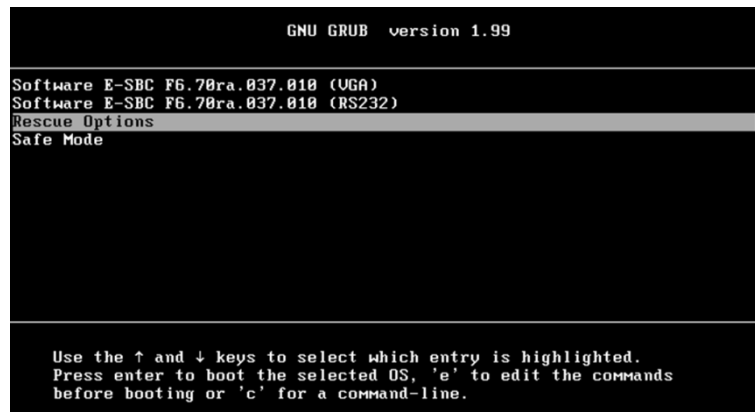 GNU GRUB version 1.99
Software E-SBC F6.70ra.037.010 (VGA)
Software E-SBC F6.70ra.037.010 (RS232)
Rescue Options
Safe Mode
Use the ↑ and ↓ keys to select which entry is highlighted.
Press enter to boot the selected OS, 'e' to edit the commands
before booting or 'c' for a command-line.